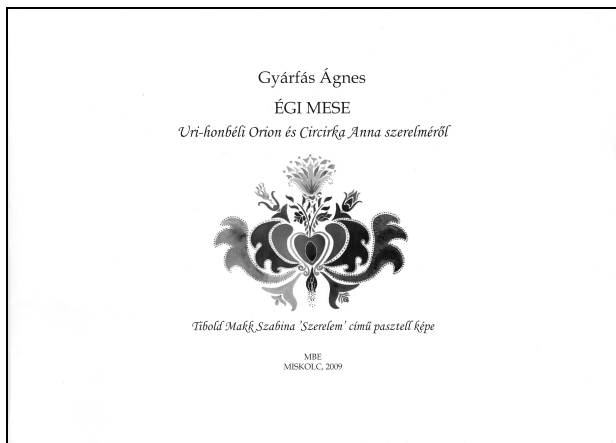 Gyárfás Ágnes
ÉGI MESE
Uri-honbéli Orion és Circirka Anna szerelméről
Tibold Makk Szabina 'Szerelem' című pasztell képe
MBE
MISKOLC, 2009